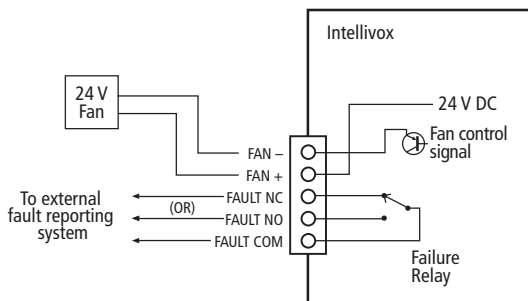 Intellivox
24 V
Fan
24 V DC
Fan control
signal
FAN –
FAN +
FAULT NC
(OR)
FAULT NO
FAULT COM
To external
fault reporting
system
Failure
Relay